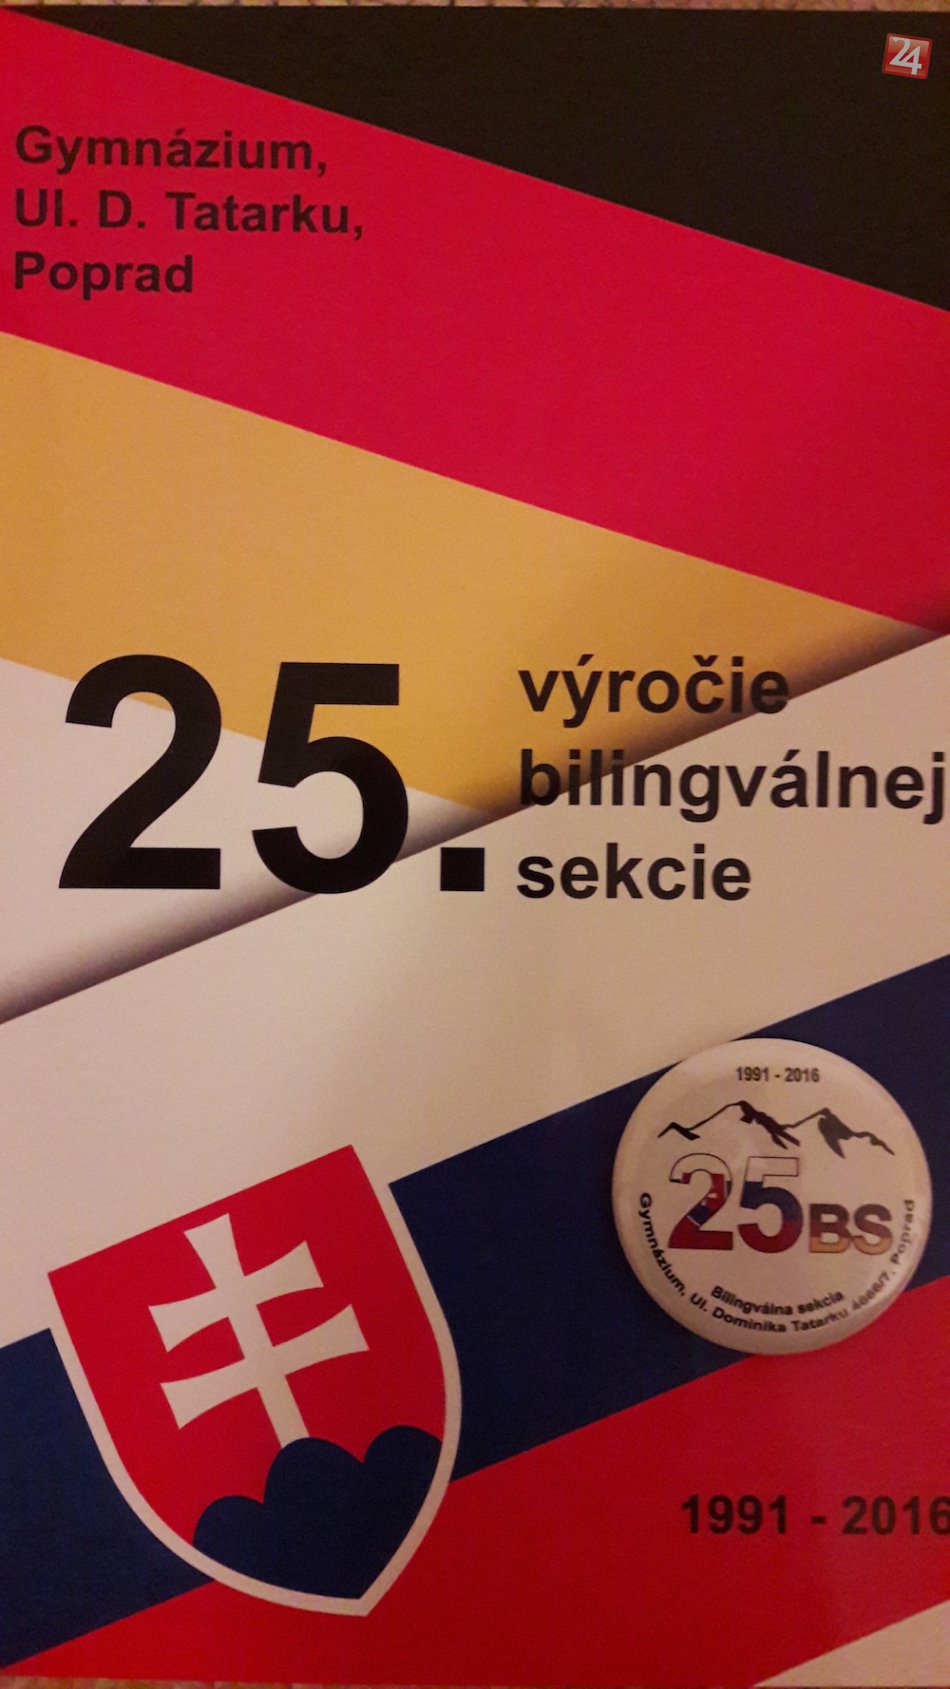 24
Gymnázium,
Ul. D. Tatarku,
Poprad
25.
výročie
bilingválnej
sekcie
1991 - 2016
25BS
Bilingválna sekcia
Gymnázium, Ul. Dominika Tatarku 4666/7, Poprad
1991 - 2016